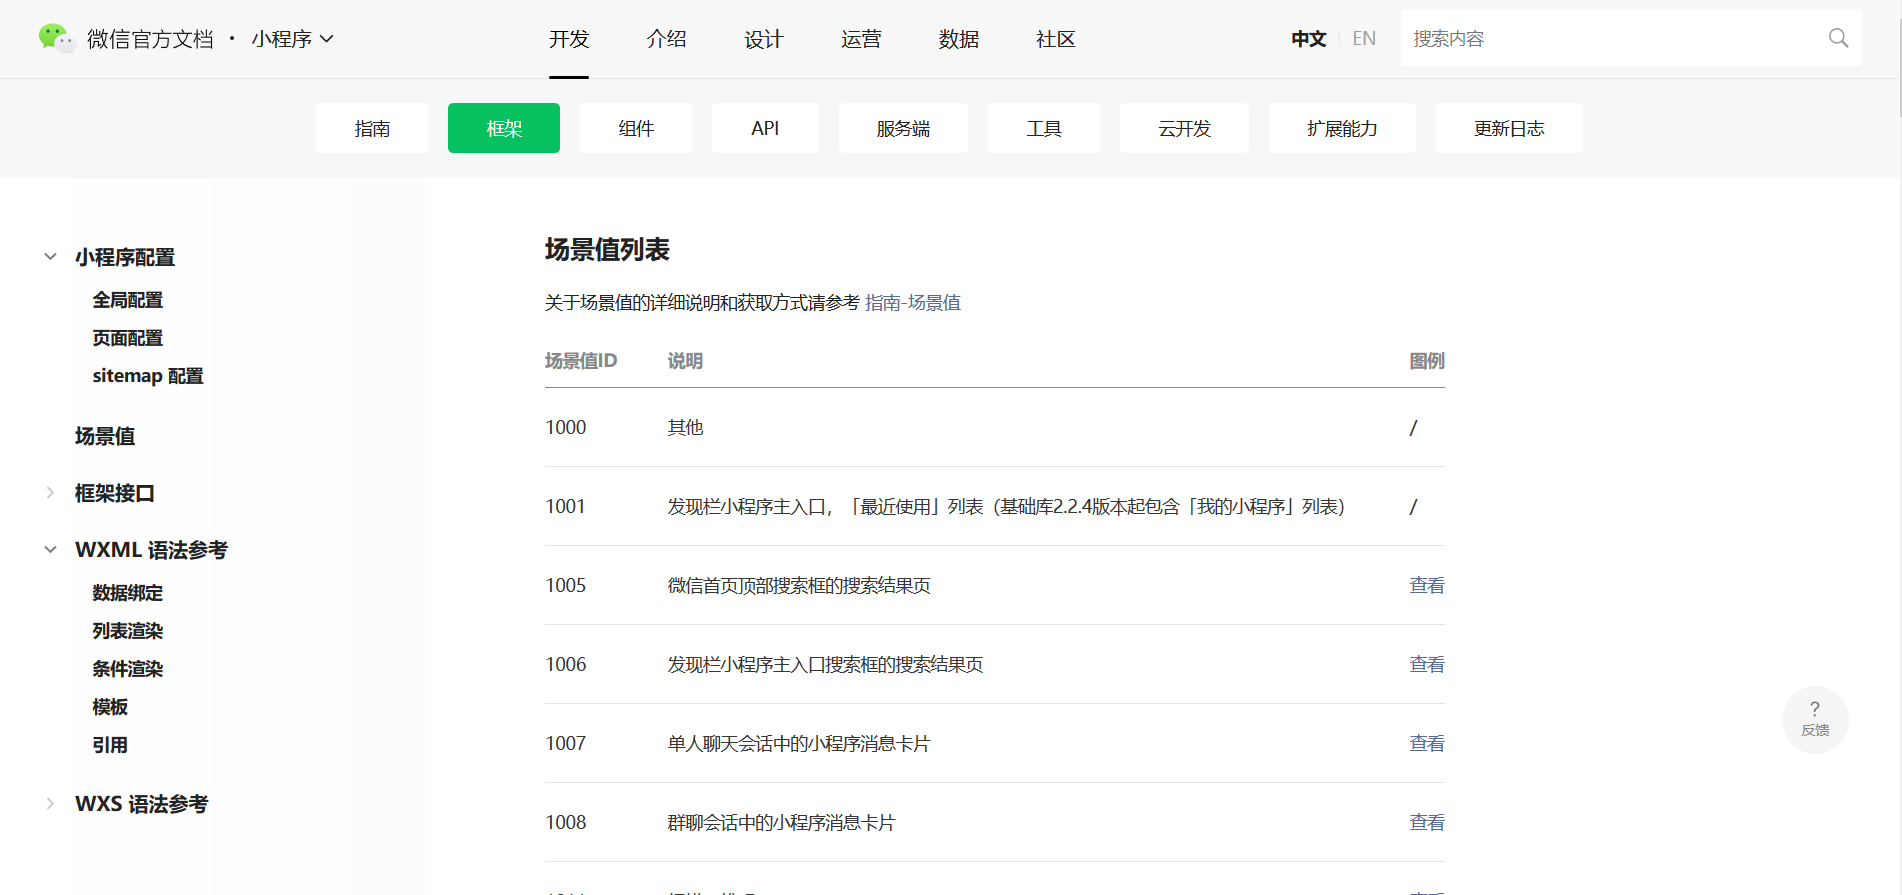 微信官方文档 · 小程序
开发 介绍 设计 运营 数据 社区
中文 EN 搜索内容
指南 框架 组件 API 服务端 工具 云开发 扩展能力 更新日志
小程序配置
全局配置
页面配置
sitemap 配置
场景值
框架接口
WXML 语法参考
数据绑定
列表渲染
条件渲染
模板
引用
WXS 语法参考
场景值列表
关于场景值的详细说明和获取方式请参考 指南-场景值
场景值ID 说明 图例
1000 其他 /
1001 发现栏小程序主入口，「最近使用」列表（基础库2.2.4版本起包含「我的小程序」列表） /
1005 微信首页顶部搜索框的搜索结果页 查看
1006 发现栏小程序主入口搜索框的搜索结果页 查看
1007 单人聊天会话中的小程序消息卡片 查看
1008 群聊会话中的小程序消息卡片 查看
?
反馈